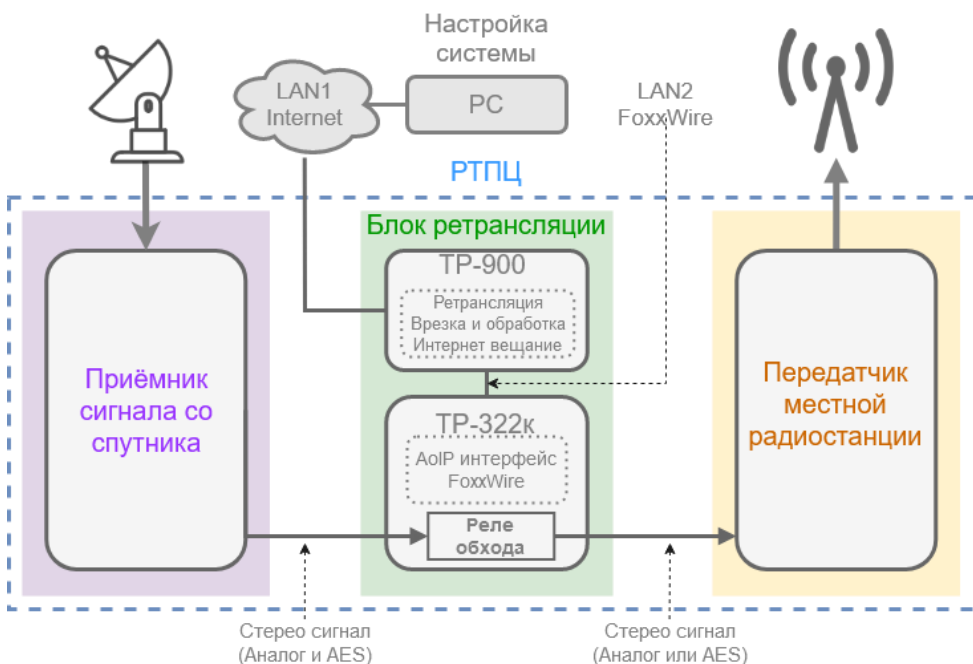 Настройка
системы
LAN1
Internet
PC
LAN2
FoxxWire
РТПЦ
Блок ретрансляции
ТР-900
Ретрансляция
Врезка и обработка
Интернет вещание
Приёмник
сигнала со
спутника
ТР-322к
AoIP интерфейс
FoxxWire
Реле
обхода
Передатчик
местной
радиостанции
Стерео сигнал
(Аналог и AES)
Стерео сигнал
(Аналог или AES)